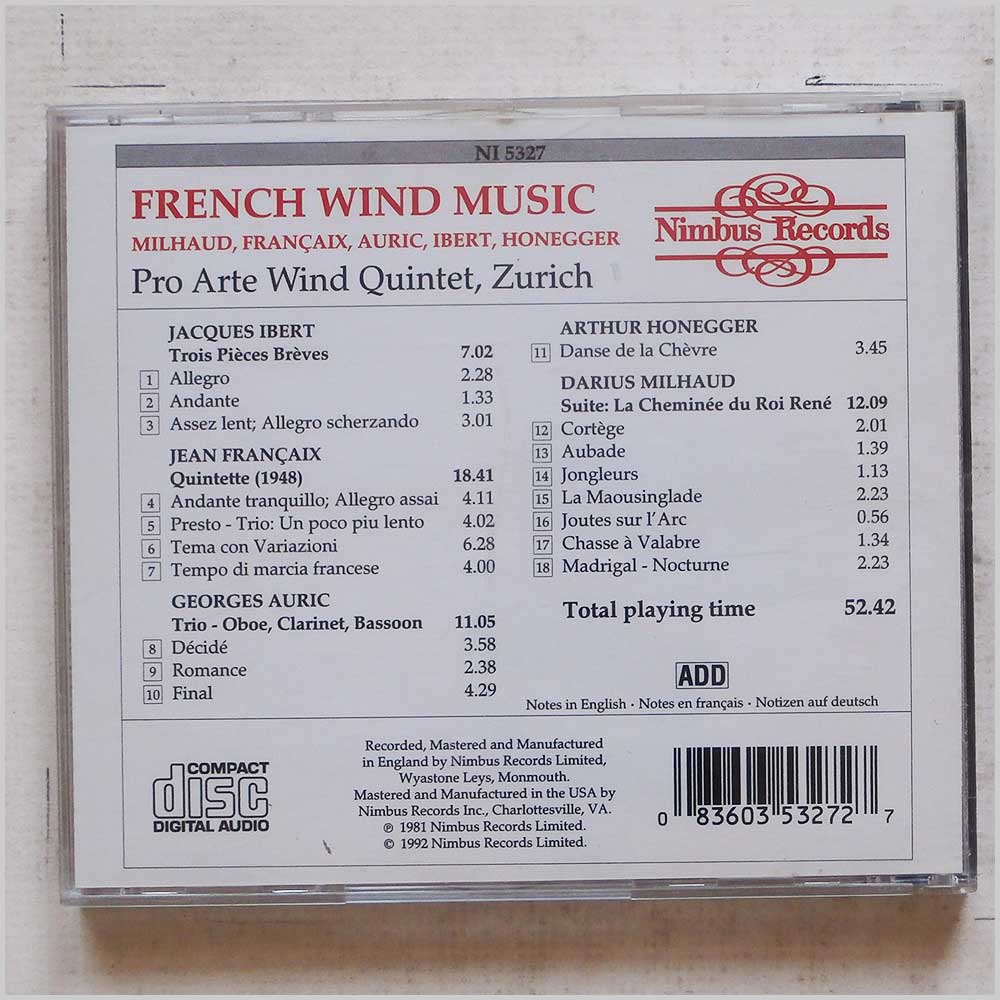 NI 5327
FRENCH WIND MUSIC
MILHAUD, FRANÇAIX, AURIC, IBERT, HONEGGER
Pro Arte Wind Quintet, Zurich
Nimbus Records
JACQUES IBERT
Trois Pièces Brèves 7.02
1 Allegro 2.28
2 Andante 1.33
3 Assez lent; Allegro scherzando 3.01
JEAN FRANÇAIX
Quintette (1948) 18.41
4 Andante tranquillo; Allegro assai 4.11
5 Presto - Trio: Un poco piu lento 4.02
6 Tema con Variazioni 6.28
7 Tempo di marcia francese 4.00
GEORGES AURIC
Trio - Oboe, Clarinet, Bassoon 11.05
8 Décidé 3.58
9 Romance 2.38
10 Final 4.29
ARTHUR HONEGGER
11 Danse de la Chèvre 3.45
DARIUS MILHAUD
Suite: La Cheminée du Roi René 12.09
12 Cortège 2.01
13 Aubade 1.39
14 Jongleurs 1.13
15 La Maousinglade 2.23
16 Joutes sur l'Arc 0.56
17 Chasse à Valabre 1.34
18 Madrigal - Nocturne 2.23
Total playing time 52.42
ADD
Notes in English · Notes en français · Notizen auf deutsch
COMPACT
disc
DIGITAL AUDIO
Recorded, Mastered and Manufactured
in England by Nimbus Records Limited,
Wyastone Leys, Monmouth.
Mastered and Manufactured in the USA by
Nimbus Records Inc., Charlottesville, VA.
℗ 1981 Nimbus Records Limited.
© 1992 Nimbus Records Limited.
0 83603 53272 7